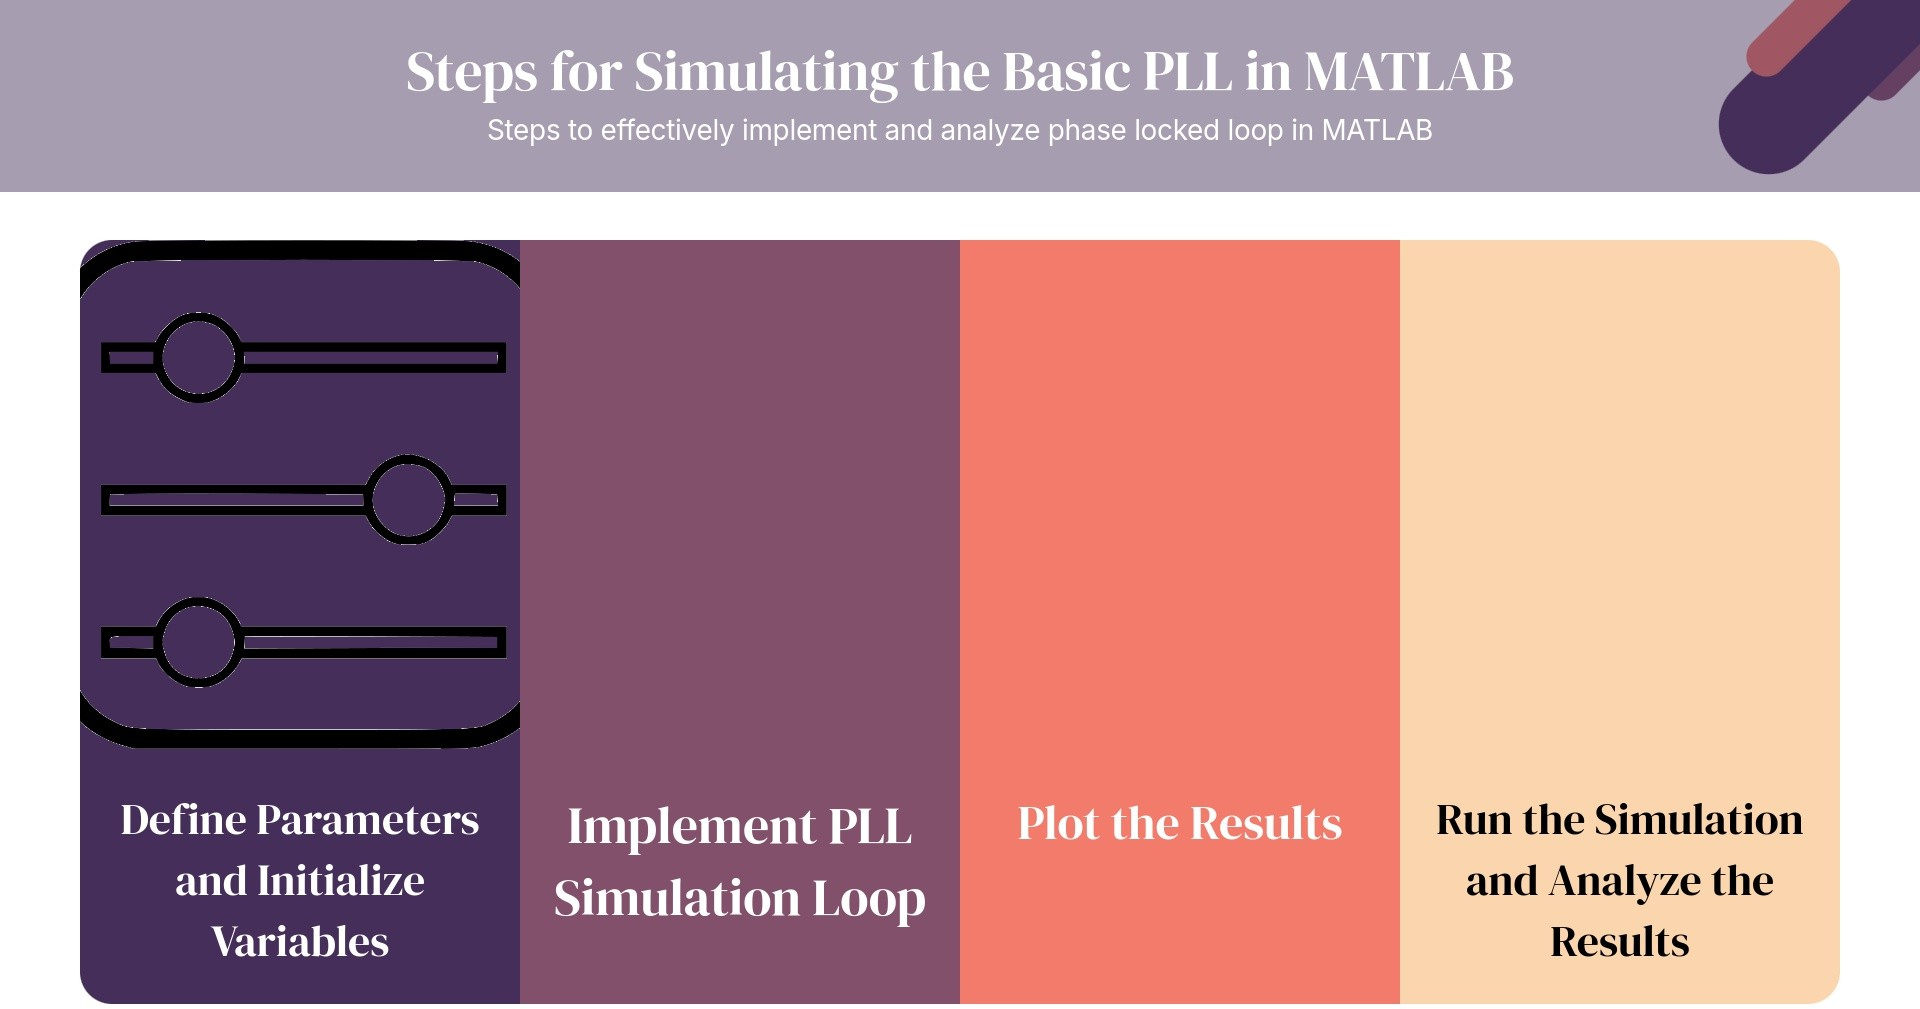 Steps for Simulating the Basic PLL in MATLAB
Steps to effectively implement and analyze phase locked loop in MATLAB
Define Parameters
and Initialize
Variables
Implement PLL
Simulation Loop
Plot the Results
Run the Simulation
and Analyze the
Results